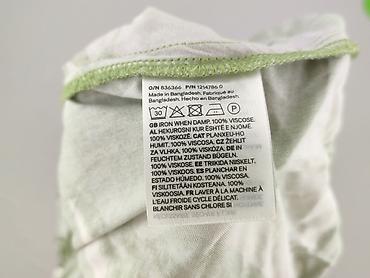 O/N 836366 P/N 1214786 0
Made in Bangladesh. Fabriqué au
Bangladesh. Hecho en Bangladesh.
30 P
GB IRON WHEN DAMP. 100% VISCOSE.
AL HEKUROSNI KUR ËSHTË E NJOMË.
100% VISKOZË. CAT PLANXEU-HO
HUMIT. 100% VISCOSA. CZ ŽEHLIT
ZA VLHKA. 100% VISKÓZA. DE IN
FEUCHTEM ZUSTAND BÜGELN.
100% VISKOSE. EE TRIIKIDA NIISKELT.
100% VISKOOS. ES PLANCHAR EN
ESTADO HÚMEDO. 100% VISCOSA.
FI SILITETÄÄN KOSTEANA. 100%
VISKOOSIA. FR LAVER À LA MACHINE À
L'EAU FROIDE CYCLE DÉLICAT.
BLANCHIR SANS CHLORE SI